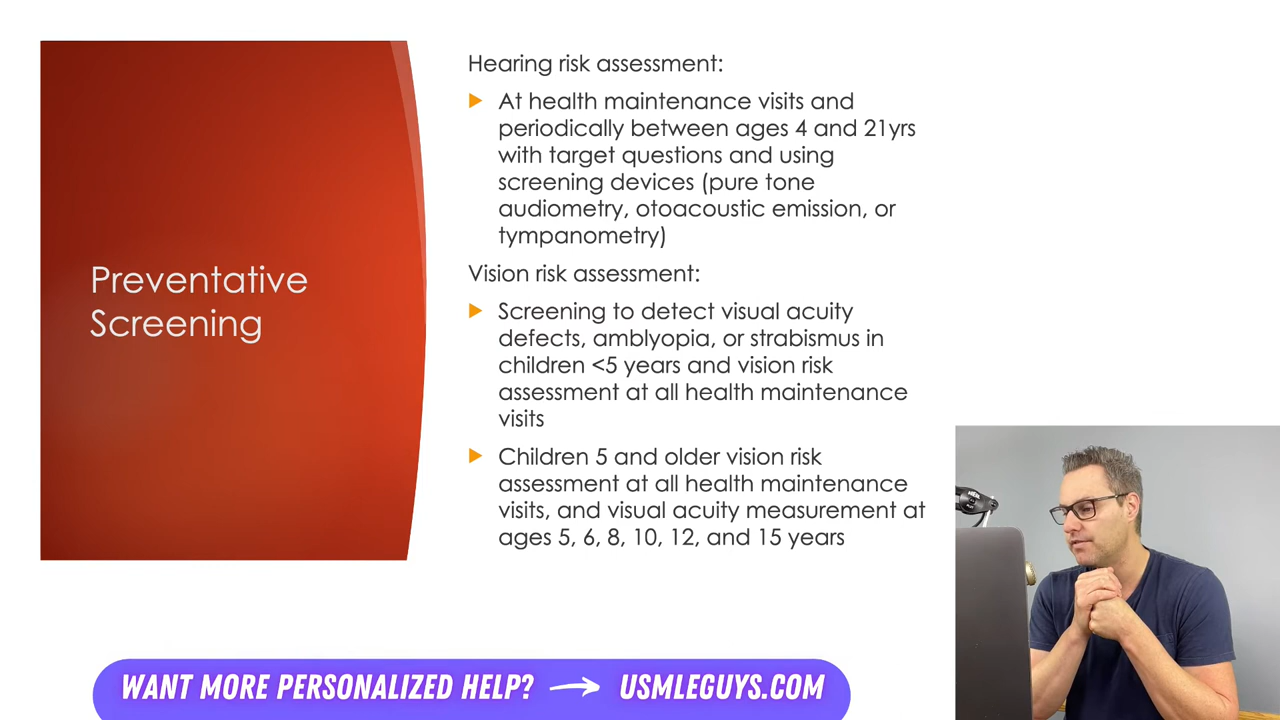 Preventative
Screening
Hearing risk assessment:
At health maintenance visits and
periodically between ages 4 and 21yrs
with target questions and using
screening devices (pure tone
audiometry, otoacoustic emission, or
tympanometry)
Vision risk assessment:
Screening to detect visual acuity
defects, amblyopia, or strabismus in
children <5 years and vision risk
assessment at all health maintenance
visits
Children 5 and older vision risk
assessment at all health maintenance
visits, and visual acuity measurement at
ages 5, 6, 8, 10, 12, and 15 years
WANT MORE PERSONALIZED HELP? → USMLEGUYS.COM